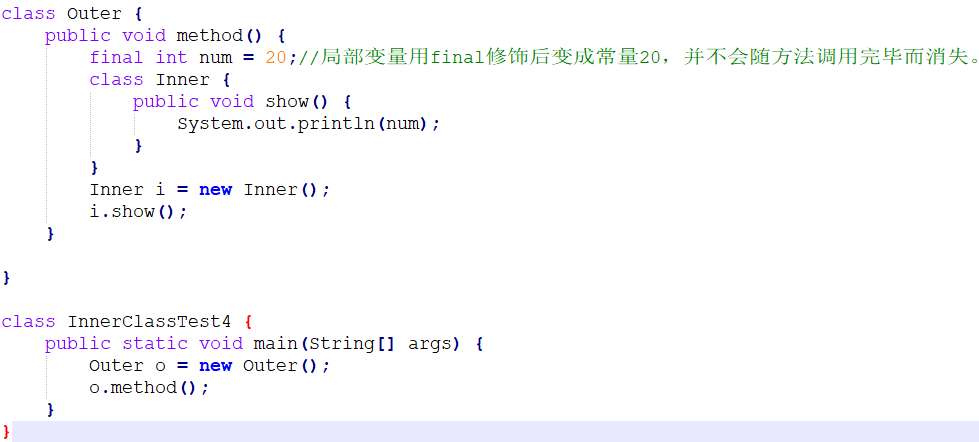 class Outer {
    public void method() {
        final int num = 20;//局部变量用final修饰后变成常量20，并不会随方法调用完毕而消失。
        class Inner {
            public void show() {
                System.out.println(num);
            }
        }
        Inner i = new Inner();
        i.show();
    }

}

class InnerClassTest4 {
    public static void main(String[] args) {
        Outer o = new Outer();
        o.method();
    }
}